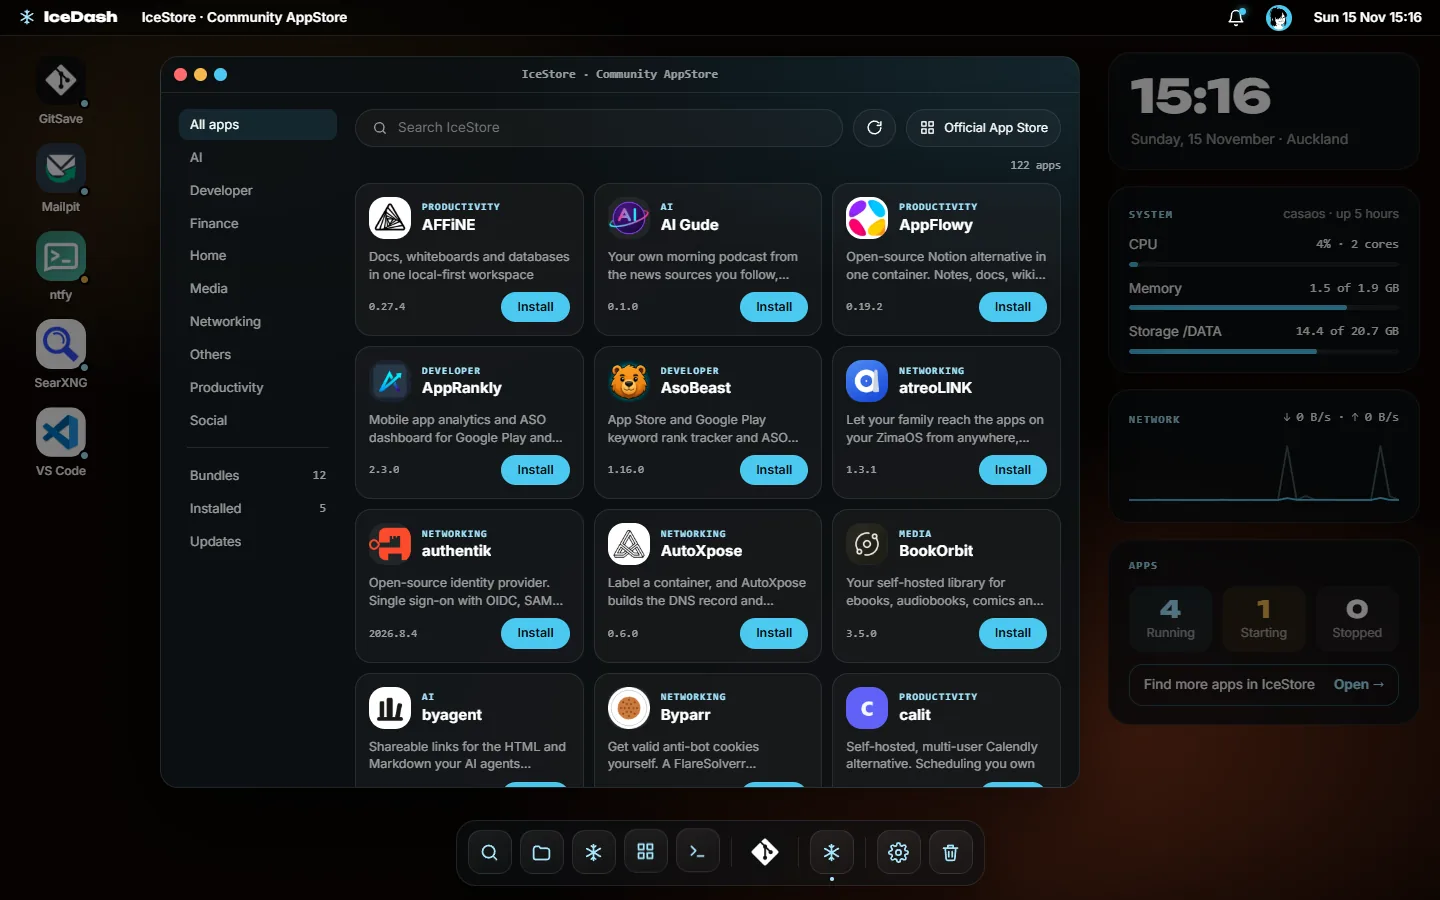 IceDash
IceStore · Community AppStore
Sun 15 Nov 15:16
GitSave
Mailpit
ntfy
SearXNG
VS Code
IceStore - Community AppStore
All apps
AI
Developer
Finance
Home
Media
Networking
Others
Productivity
Social
Bundles 12
Installed 5
Updates
Search IceStore
Official App Store
122 apps
PRODUCTIVITY
AFFiNE
Docs, whiteboards and databases
in one local-first workspace
0.27.4
Install
AI
AI Gude
Your own morning podcast from
the news sources you follow,...
0.1.0
Install
PRODUCTIVITY
AppFlowy
Open-source Notion alternative in
one container. Notes, docs, wiki...
0.19.2
Install
DEVELOPER
AppRankly
Mobile app analytics and ASO
dashboard for Google Play and...
2.3.0
Install
DEVELOPER
AsoBeast
App Store and Google Play
keyword rank tracker and ASO...
1.16.0
Install
NETWORKING
atreoLINK
Let your family reach the apps on
your ZimaOS from anywhere,...
1.3.1
Install
NETWORKING
authentik
Open-source identity provider.
Single sign-on with OIDC, SAM...
2026.8.4
Install
NETWORKING
AutoXpose
Label a container, and AutoXpose
builds the DNS record and...
0.6.0
Install
MEDIA
BookOrbit
Your self-hosted library for
ebooks, audiobooks, comics an...
3.5.0
Install
AI
byagent
Shareable links for the HTML and
Markdown your AI agents...
NETWORKING
Byparr
Get valid anti-bot cookies
yourself. A FlareSolverr...
C
PRODUCTIVITY
calit
Self-hosted, multi-user Calendly
alternative. Scheduling you own
15:16
Sunday, 15 November · Auckland
SYSTEM
casaos · up 5 hours
CPU
4% · 2 cores
Memory
1.5 of 1.9 GB
Storage /DATA
14.4 of 20.7 GB
NETWORK
↓ 0 B/s · ↑ 0 B/s
APPS
4
Running
1
Starting
0
Stopped
Find more apps in IceStore
Open →